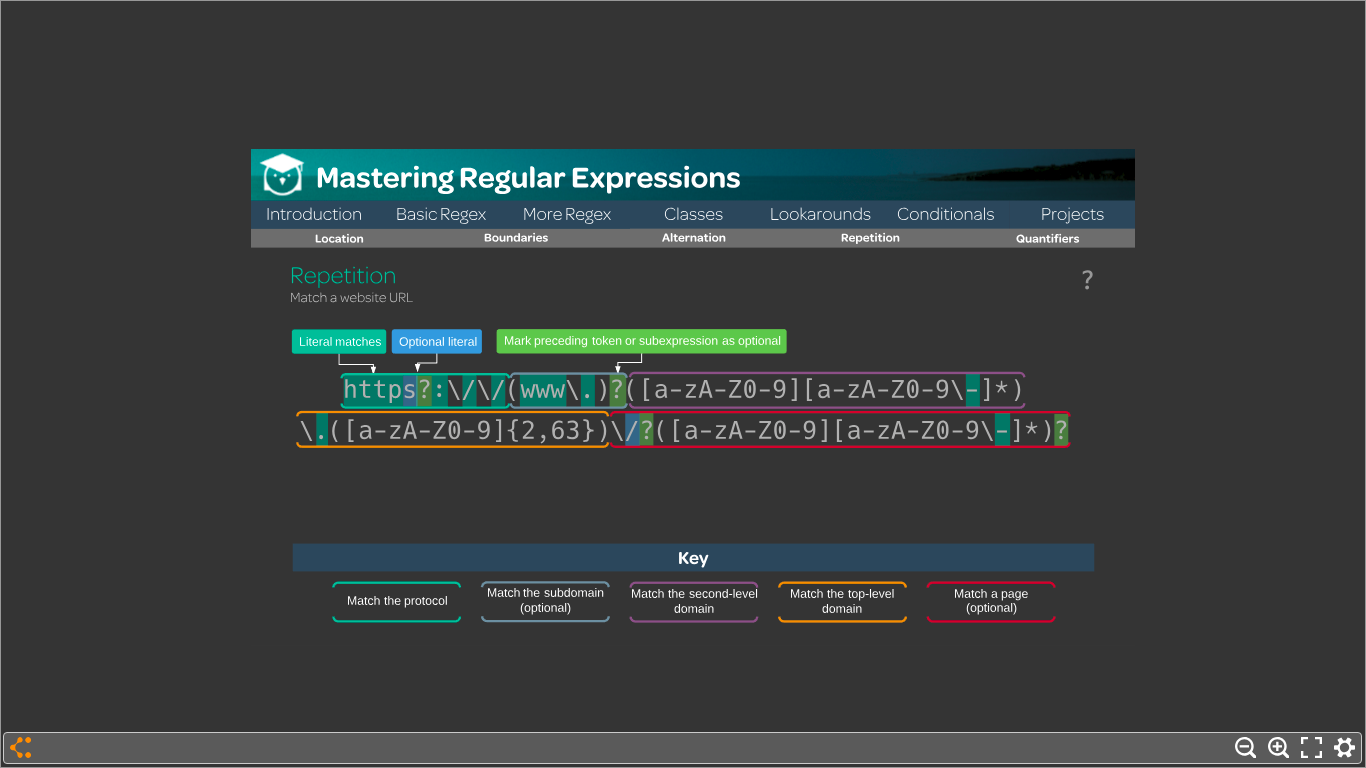 Mastering Regular Expressions
Introduction Basic Regex More Regex Classes Lookarounds Conditionals Projects
Location Boundaries Alternation Repetition Quantifiers
Repetition
?
Match a website URL
Literal matches Optional literal Mark preceding token or subexpression as optional
https?:\/\/(www\.)?([a-zA-Z0-9][a-zA-Z0-9\-]*)
\.([a-zA-Z0-9]{2,63})\/?([a-zA-Z0-9][a-zA-Z0-9\-]*)?
Key
Match the protocol
Match the subdomain
(optional)
Match the second-level
domain
Match the top-level
domain
Match a page
(optional)